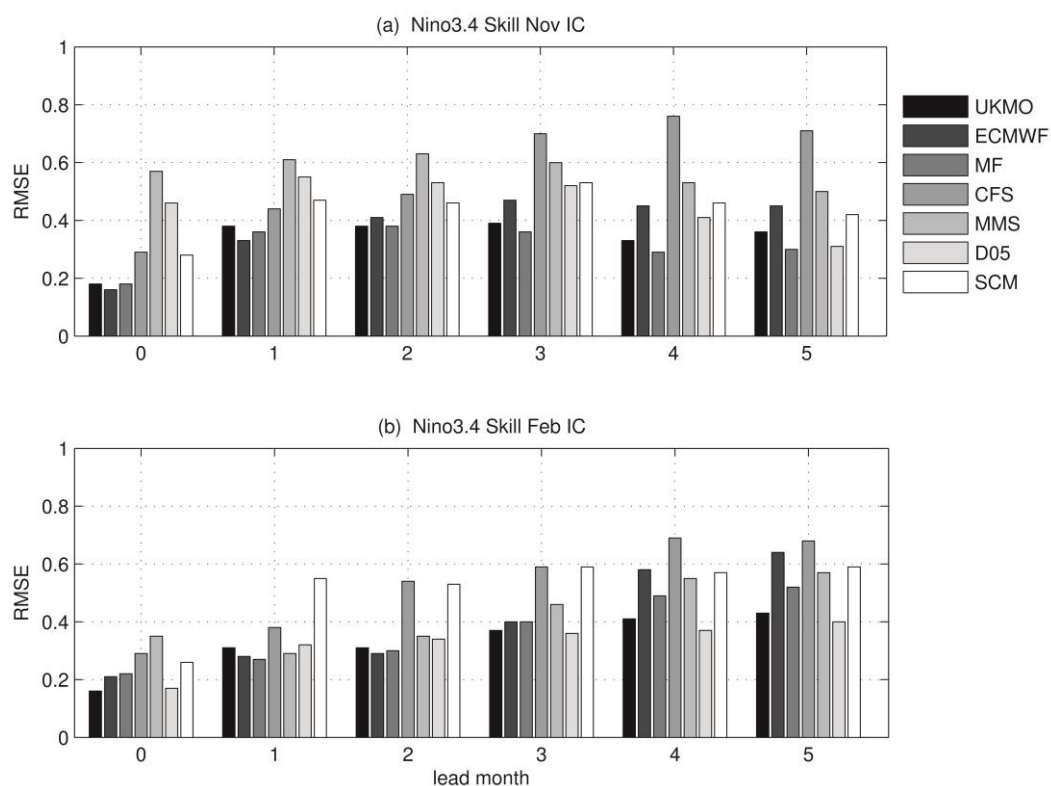 (a) Nino3.4 Skill Nov IC
1
0.8
0.6
0.4
0.2
0
RMSE
0 1 2 3 4 5
UKMO
ECMWF
MF
CFS
MMS
D05
SCM
(b) Nino3.4 Skill Feb IC
1
0.8
0.6
0.4
0.2
0
RMSE
0 1 2 3 4 5
lead month